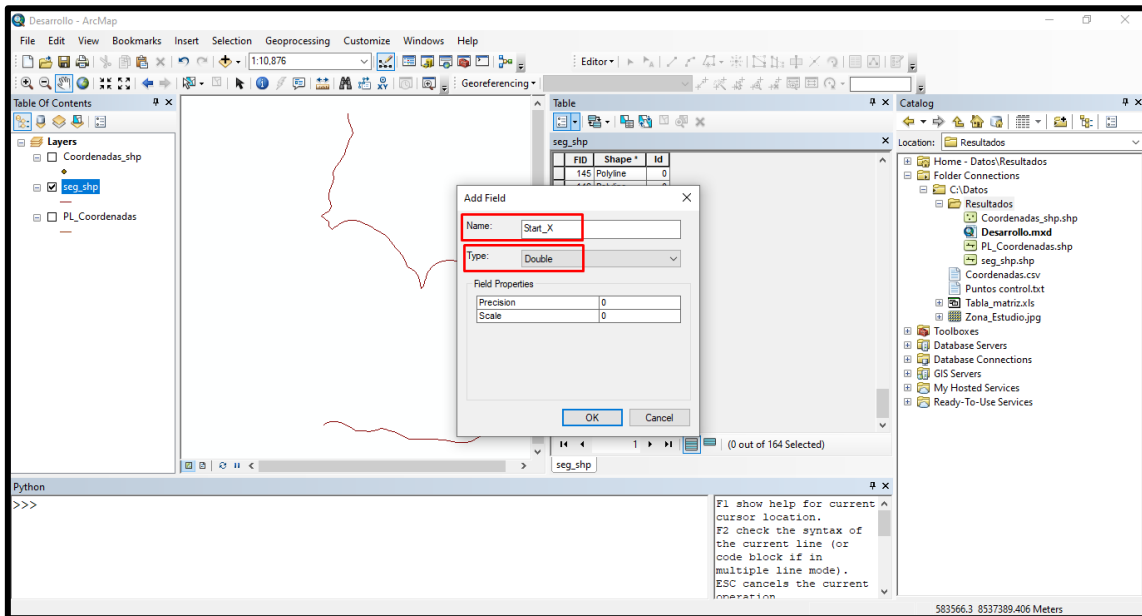 Desarrollo - ArcMap
File Edit View Bookmarks Insert Selection Geoprocessing Customize Windows Help
1:10,876
Editor
Georeferencing
Table Of Contents
Layers
Coordenadas_shp
seg_shp
PL_Coordenadas
Table
seg_shp
FID Shape * Id
145 Polyline 0
Add Field
Name: Start_X
Type: Double
Field Properties
Precision 0
Scale 0
OK Cancel
1
(0 out of 164 Selected)
seg_shp
Catalog
Location: Resultados
Home - Datos\Resultados
Folder Connections
C:\Datos
Resultados
Coordenadas_shp.shp
Desarrollo.mxd
PL_Coordenadas.shp
seg_shp.shp
Coordenadas.csv
Puntos control.txt
Tabla_matriz.xls
Zona_Estudio.jpg
Toolboxes
Database Servers
Database Connections
GIS Servers
My Hosted Services
Ready-To-Use Services
Python
>>>
F1 show help for current
cursor location.
F2 check the syntax of
the current line (or
code block if in
multiple line mode).
ESC cancels the current
operation
583566.3 8537389.406 Meters